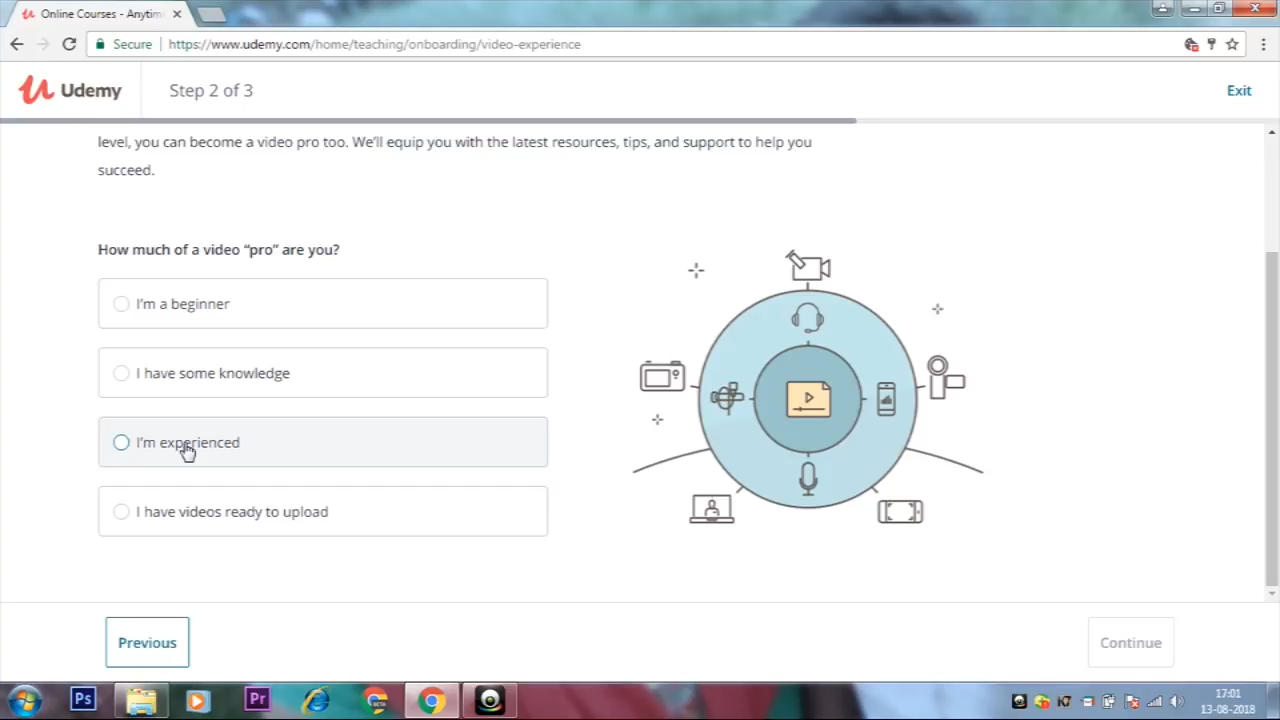 Online Courses - Anytim
Secure
https://www.udemy.com/home/teaching/onboarding/video-experience
Udemy
Step 2 of 3
Exit
level, you can become a video pro too. We'll equip you with the latest resources, tips, and support to help you
succeed.
How much of a video “pro” are you?
I'm a beginner
I have some knowledge
I'm experienced
I have videos ready to upload
Previous
Continue
Ps
Pr
BETA
17:01
13-08-2018